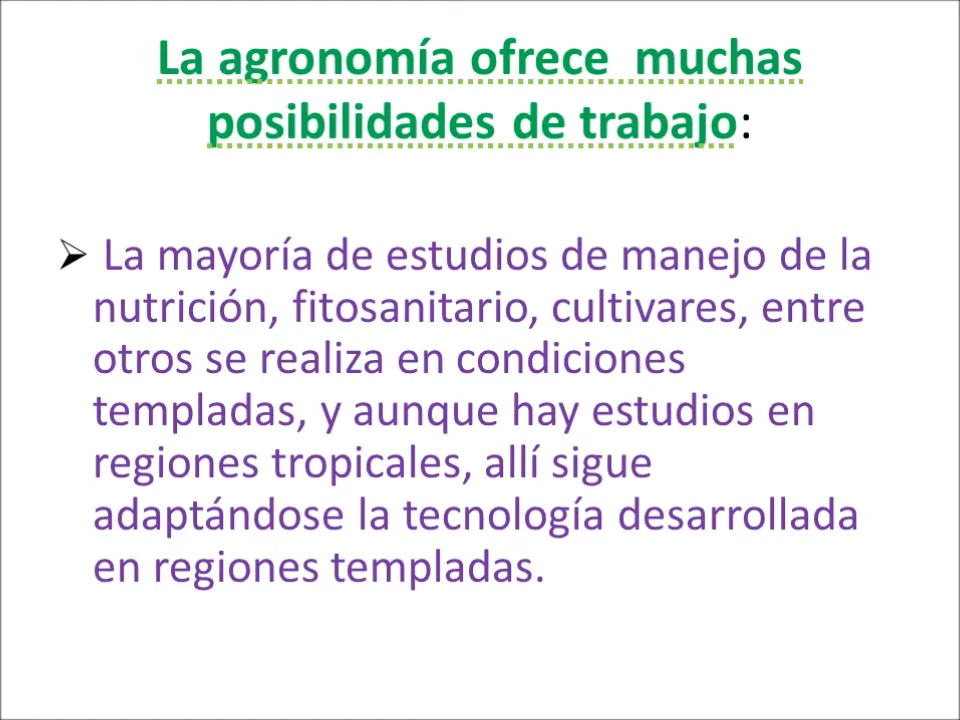 La agronomía ofrece  muchas
posibilidades de trabajo:
➢ La mayoría de estudios de manejo de la
nutrición, fitosanitario, cultivares, entre
otros se realiza en condiciones
templadas, y aunque hay estudios en
regiones tropicales, allí sigue
adaptándose la tecnología desarrollada
en regiones templadas.